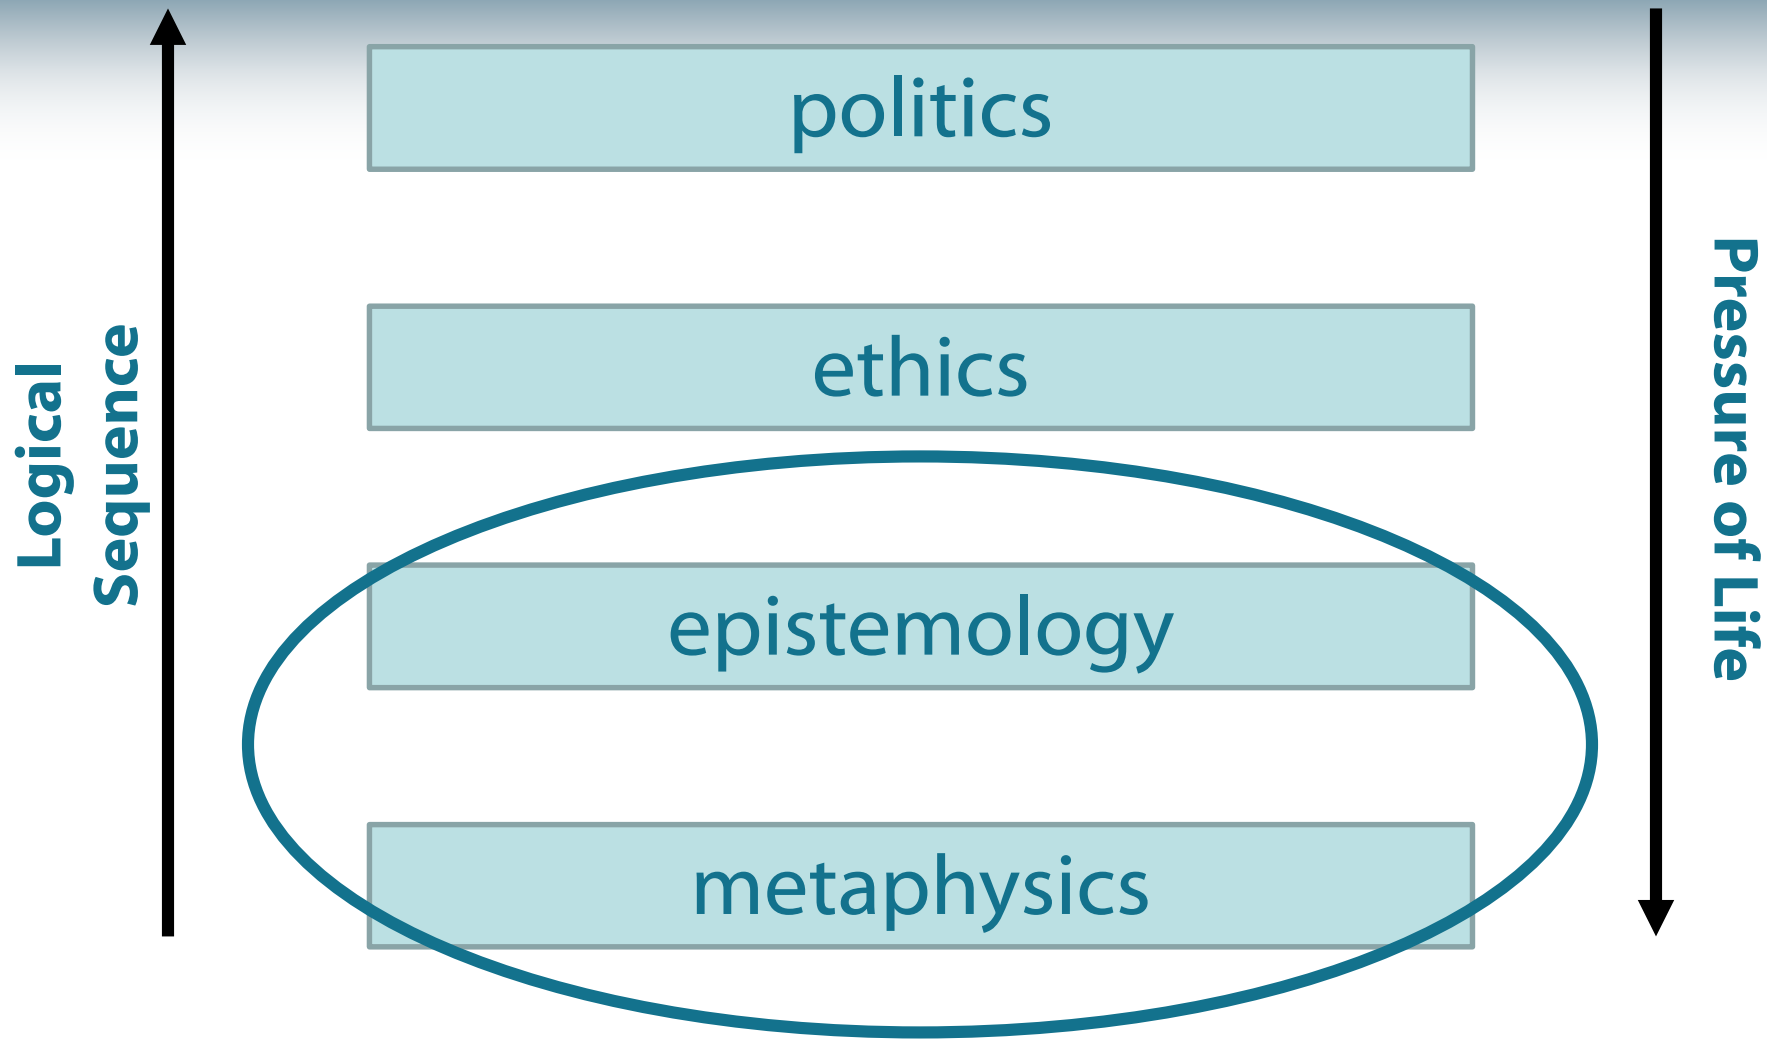 politics
ethics
epistemology
metaphysics
Logical
Sequence
Pressure of Life